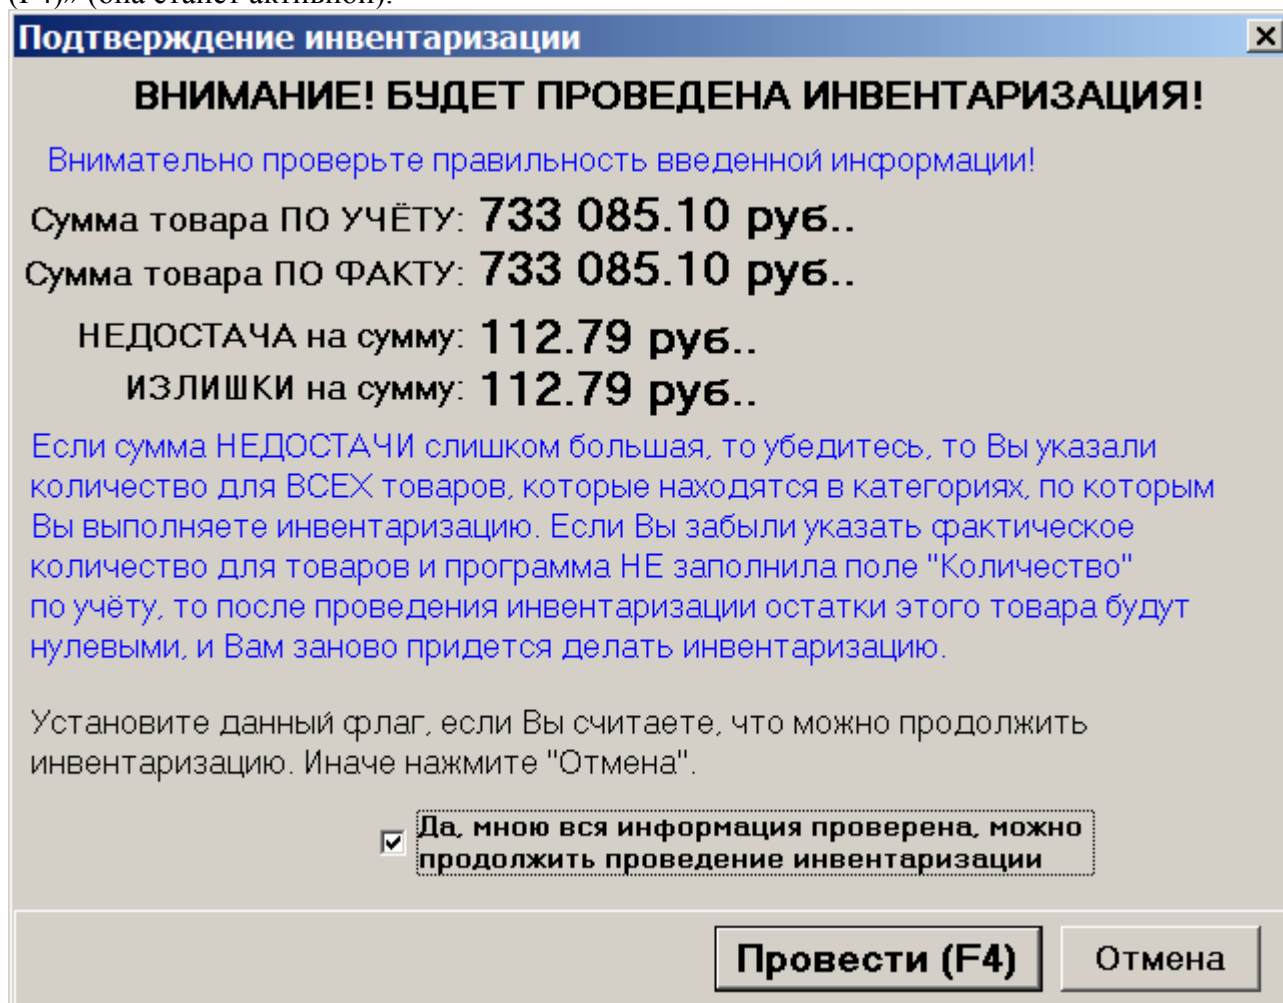 (F4)» (она станет активной).
Подтверждение инвентаризации
ВНИМАНИЕ! БУДЕТ ПРОВЕДЕНА ИНВЕНТАРИЗАЦИЯ!
Внимательно проверьте правильность введенной информации!
Сумма товара ПО УЧЁТУ: 733 085.10 руб..
Сумма товара ПО ФАКТУ: 733 085.10 руб..
НЕДОСТАЧА на сумму: 112.79 руб..
ИЗЛИШКИ на сумму: 112.79 руб..
Если сумма НЕДОСТАЧИ слишком большая, то убедитесь, то Вы указали
количество для ВСЕХ товаров, которые находятся в категориях, по которым
Вы выполняете инвентаризацию. Если Вы забыли указать фактическое
количество для товаров и программа НЕ заполнила поле "Количество"
по учёту, то после проведения инвентаризации остатки этого товара будут
нулевыми, и Вам заново придется делать инвентаризацию.
Установите данный флаг, если Вы считаете, что можно продолжить
инвентаризацию. Иначе нажмите "Отмена".
Да, мною вся информация проверена, можно
продолжить проведение инвентаризации
Провести (F4) Отмена